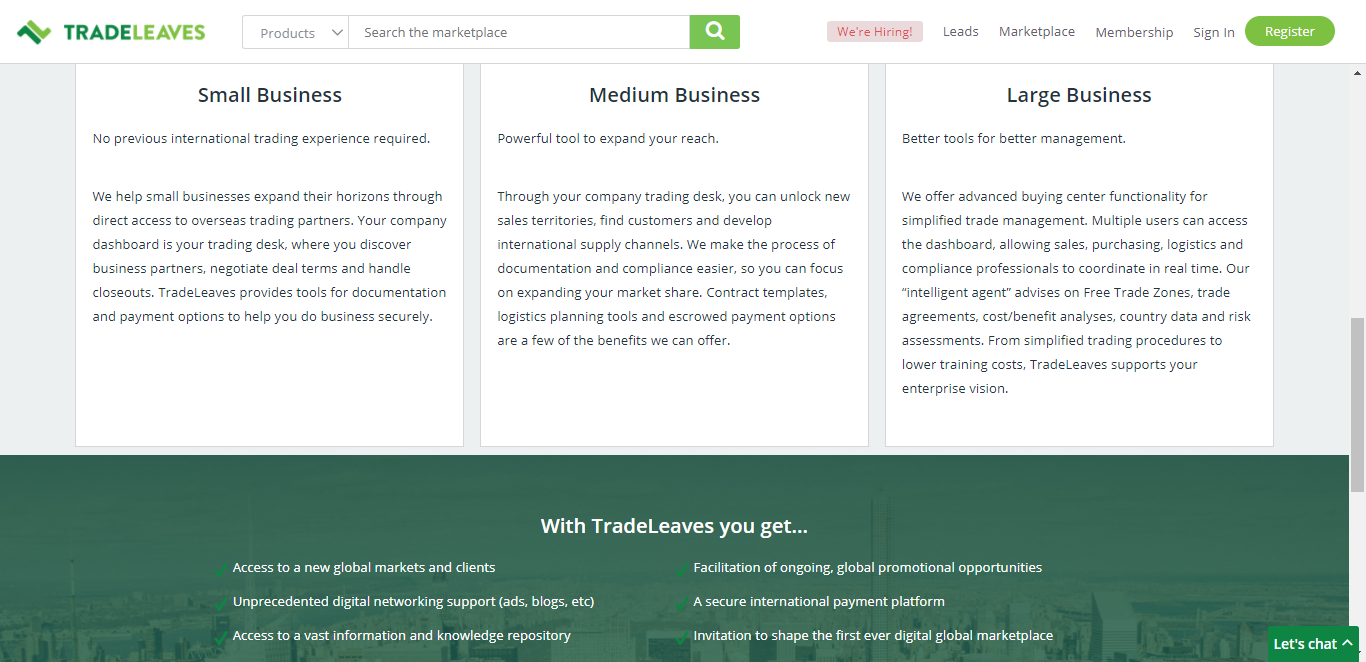 TRADELEAVES
Products
Search the marketplace
We're Hiring!
Leads
Marketplace
Membership
Sign In
Register
Small Business
No previous international trading experience required.
We help small businesses expand their horizons through
direct access to overseas trading partners. Your company
dashboard is your trading desk, where you discover
business partners, negotiate deal terms and handle
closeouts. TradeLeaves provides tools for documentation
and payment options to help you do business securely.
Medium Business
Powerful tool to expand your reach.
Through your company trading desk, you can unlock new
sales territories, find customers and develop
international supply channels. We make the process of
documentation and compliance easier, so you can focus
on expanding your market share. Contract templates,
logistics planning tools and escrowed payment options
are a few of the benefits we can offer.
Large Business
Better tools for better management.
We offer advanced buying center functionality for
simplified trade management. Multiple users can access
the dashboard, allowing sales, purchasing, logistics and
compliance professionals to coordinate in real time. Our
“intelligent agent” advises on Free Trade Zones, trade
agreements, cost/benefit analyses, country data and risk
assessments. From simplified trading procedures to
lower training costs, TradeLeaves supports your
enterprise vision.
With TradeLeaves you get...
Access to a new global markets and clients
Unprecedented digital networking support (ads, blogs, etc)
Access to a vast information and knowledge repository
Facilitation of ongoing, global promotional opportunities
A secure international payment platform
Invitation to shape the first ever digital global marketplace
Let's chat